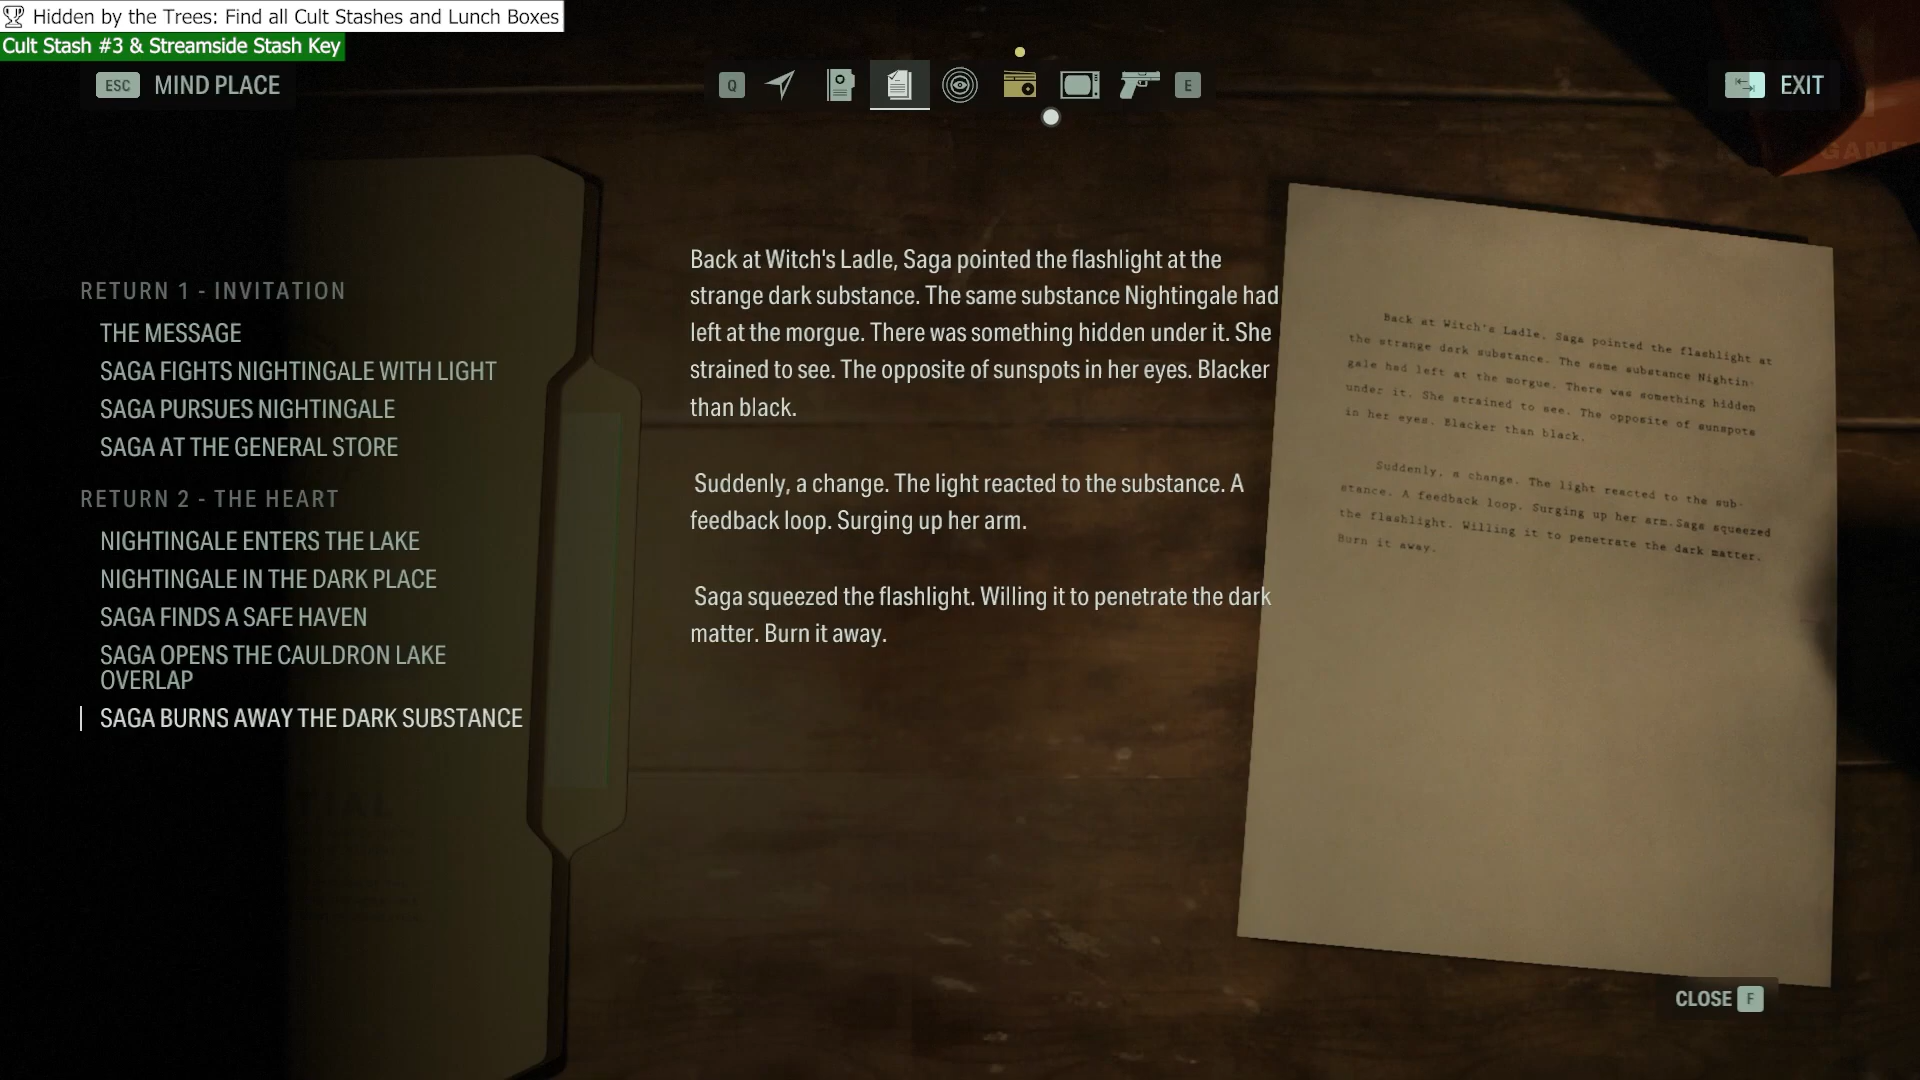 Hidden by the Trees: Find all Cult Stashes and Lunch Boxes
Cult Stash #3 & Streamside Stash Key
ESC MIND PLACE
Q
E
EXIT
GAME
RETURN 1 - INVITATION
THE MESSAGE
SAGA FIGHTS NIGHTINGALE WITH LIGHT
SAGA PURSUES NIGHTINGALE
SAGA AT THE GENERAL STORE
RETURN 2 - THE HEART
NIGHTINGALE ENTERS THE LAKE
NIGHTINGALE IN THE DARK PLACE
SAGA FINDS A SAFE HAVEN
SAGA OPENS THE CAULDRON LAKE
OVERLAP
SAGA BURNS AWAY THE DARK SUBSTANCE
Back at Witch's Ladle, Saga pointed the flashlight at the
strange dark substance. The same substance Nightingale had
left at the morgue. There was something hidden under it. She
strained to see. The opposite of sunspots in her eyes. Blacker
than black.
Suddenly, a change. The light reacted to the substance. A
feedback loop. Surging up her arm.
Saga squeezed the flashlight. Willing it to penetrate the dark
matter. Burn it away.
Back at Witch's Ladle, Saga pointed the flashlight at
the strange dark substance. The same substance Nightin-
gale had left at the morgue. There was something hidden
under it. She strained to see. The opposite of sunspots
in her eyes. Blacker than black.
Suddenly, a change. The light reacted to the sub-
stance. A feedback loop. Surging up her arm.Saga squeezed
the flashlight. Willing it to penetrate the dark matter.
Burn it away.
CLOSE F